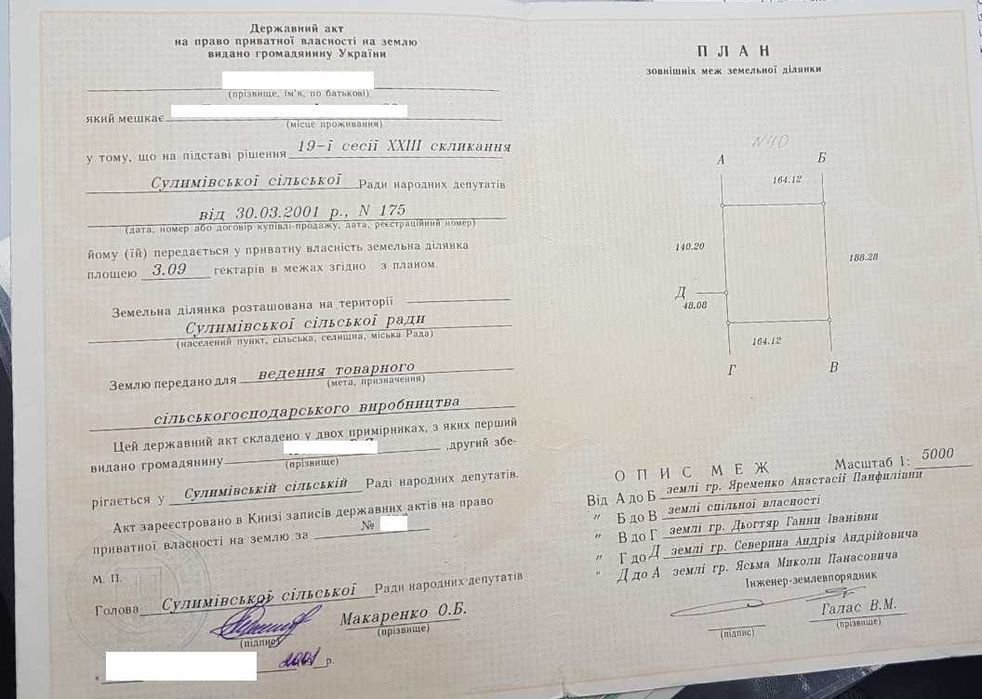 Державний акт
на право приватної власності на землю
видано громадянину України
(прізвище, ім'я, по батькові)
який мешкає
(місце проживання)
у тому, що на підставі рішення 19-ї сесії XXIII скликання
Сулимівської сільської Ради народних депутатів
від 30.03.2001 р., N 175
(дата, номер або договір купівлі-продажу, дата, реєстраційний номер)
йому (їй) передається у приватну власність земельна ділянка
площею 3.09 гектарів в межах згідно з планом.
Земельна ділянка розташована на території
Сулимівської сільської ради
(населений пункт, сільська, селищна, міська Рада)
Землю передано для ведення товарного
(мета, призначення)
сільськогосподарського виробництва
Цей державний акт складено у двох примірниках, з яких перший
видано громадянину ,другий збе-
(прізвище)
рігається у Сулимівській сільській Раді народних депутатів.
Акт зареєстровано в Книзі записів державних актів на право
приватної власності на землю за №
М. П.
Голова Сулимівської сільської Ради народних депутатів
Макаренко О.Б.
(підпис) (прізвище)
" 2001 р.
ПЛАН
зовнішніх меж земельної ділянки
N40
А Б
164.12
140.20
188.28
Д
48.08
164.12
Г В
ОПИС МЕЖ Масштаб 1: 5000
Від А до Б землі гр. Яременко Анастасії Панфілівни
" Б до В землі спільної власності
" В до Г землі гр. Дьогтяр Ганни Іванівни
" Г до Д землі гр. Северина Андрія Андрійовича
" Д до А землі гр. Ясьма Миколи Панасовича
Інженер-землевпорядник
Галас В.М.
(підпис) (прізвище)